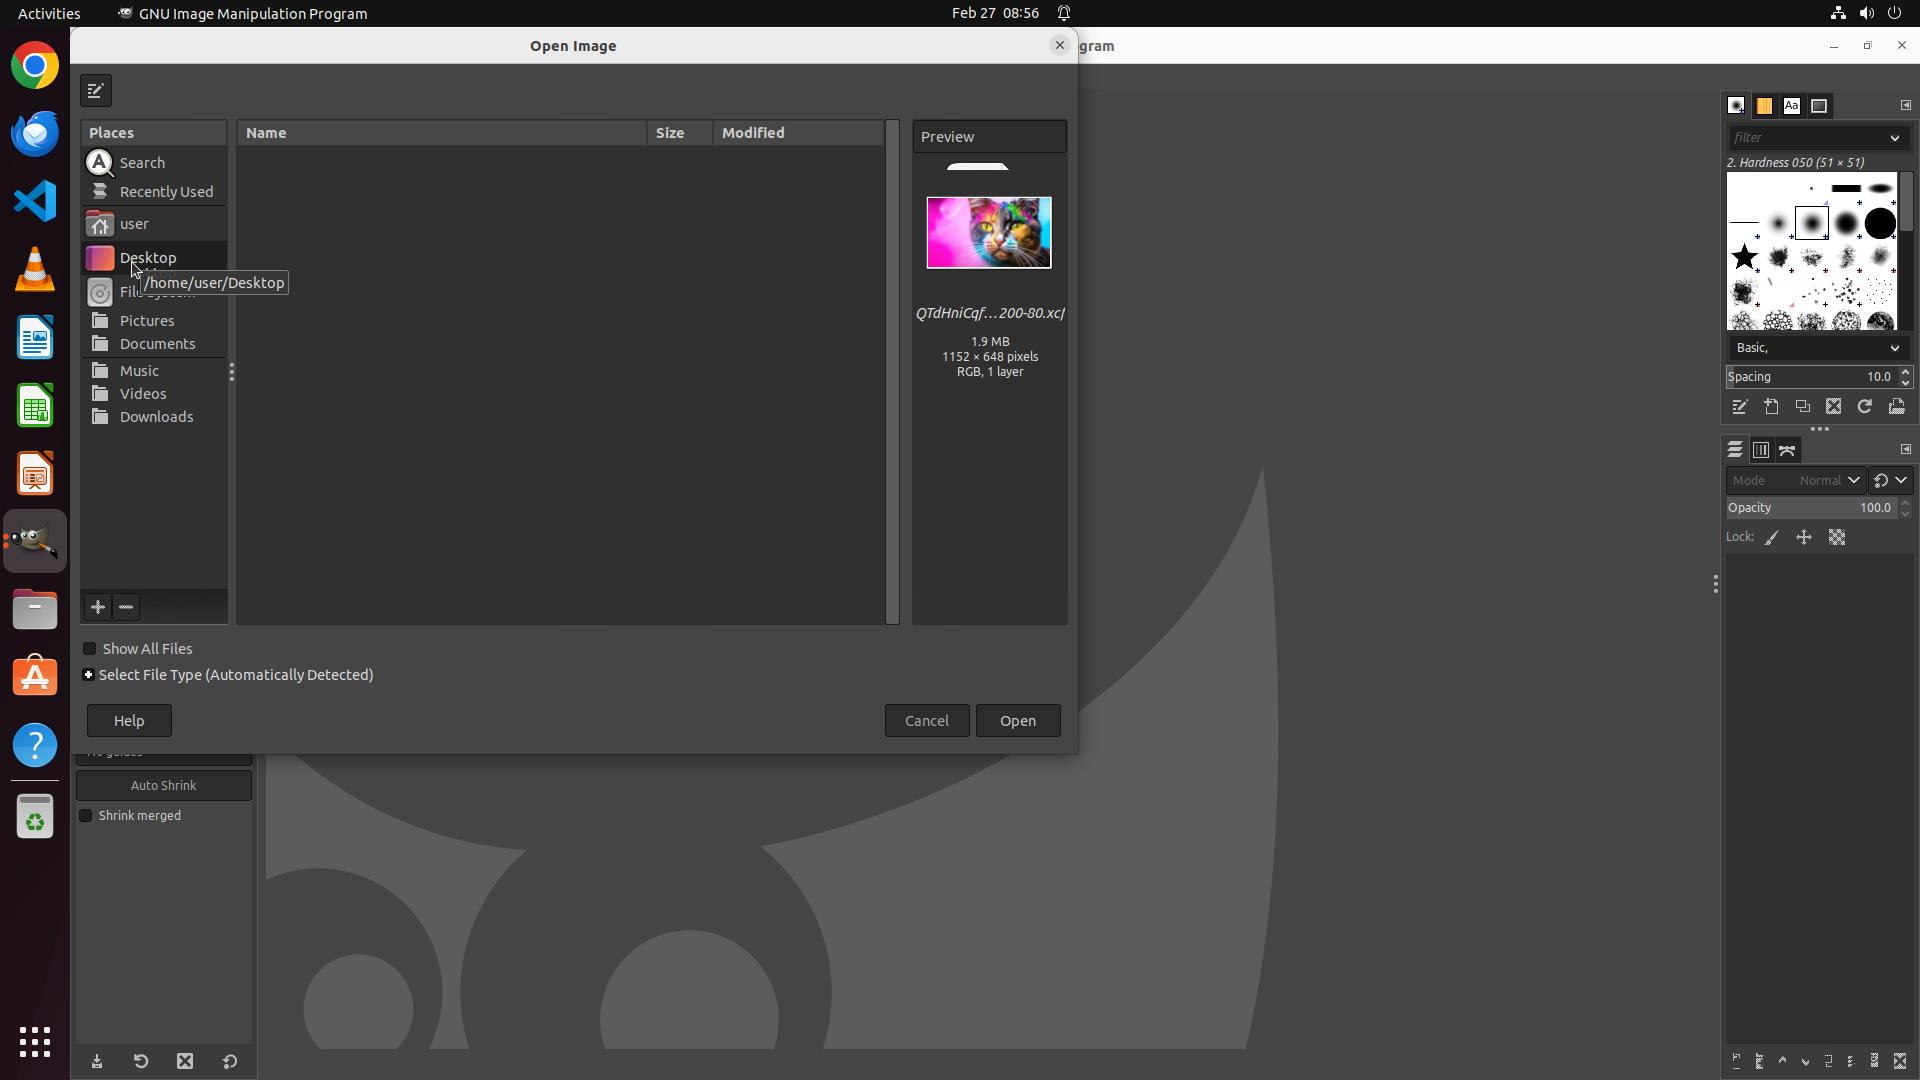 Activities
GNU Image Manipulation Program
Feb 27 08:56
Open Image
gram
Places
Name
Size
Modified
Preview
Search
Recently Used
user
Desktop
/home/user/Desktop
Pictures
Documents
Music
Videos
Downloads
QTdHniCqf...200-80.xcf
1.9 MB
1152 × 648 pixels
RGB, 1 layer
Show All Files
Select File Type (Automatically Detected)
Help
Cancel
Open
Auto Shrink
Shrink merged
Aa
filter
2. Hardness 050 (51 × 51)
Basic,
Spacing
10.0
Mode
Normal
Opacity
100.0
Lock: